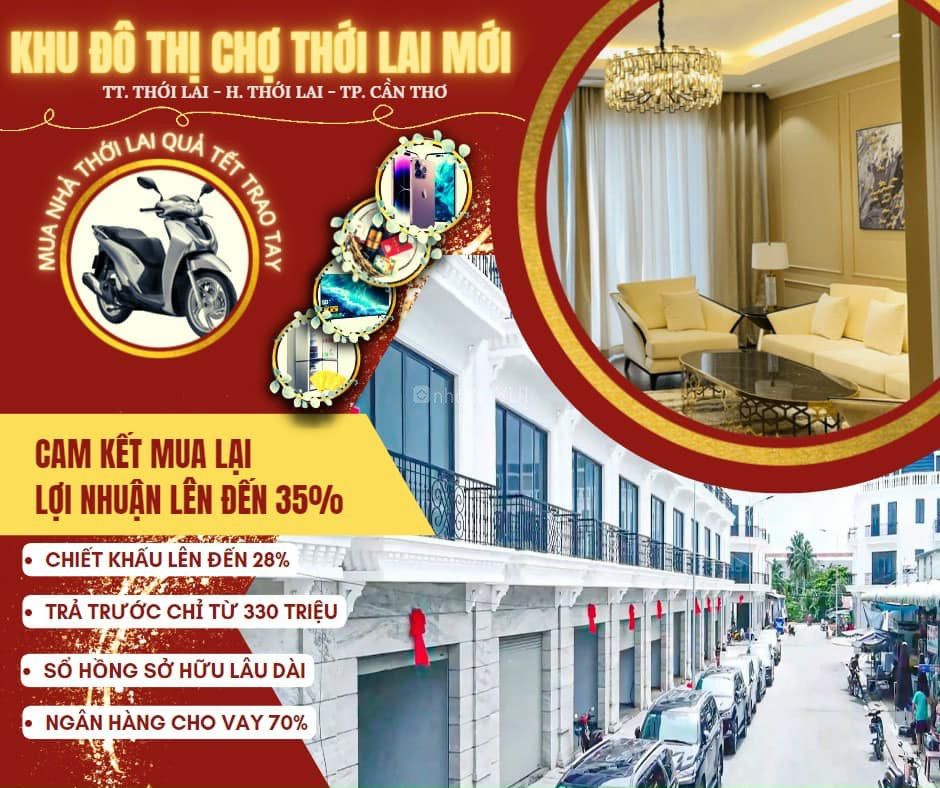 KHU ĐÔ THỊ CHỢ THỚI LAI MỚI
TT. THỚI LAI - H. THỚI LAI - TP. CẦN THƠ
MUA NHÀ THỚI LAI QUÀ TẾT TRAO TAY
CAM KẾT MUA LẠI
LỢI NHUẬN LÊN ĐẾN 35%
• CHIẾT KHẤU LÊN ĐẾN 28%
• TRẢ TRƯỚC CHỈ TỪ 330 TRIỆU
• SỔ HỒNG SỞ HỮU LÂU DÀI
• NGÂN HÀNG CHO VAY 70%